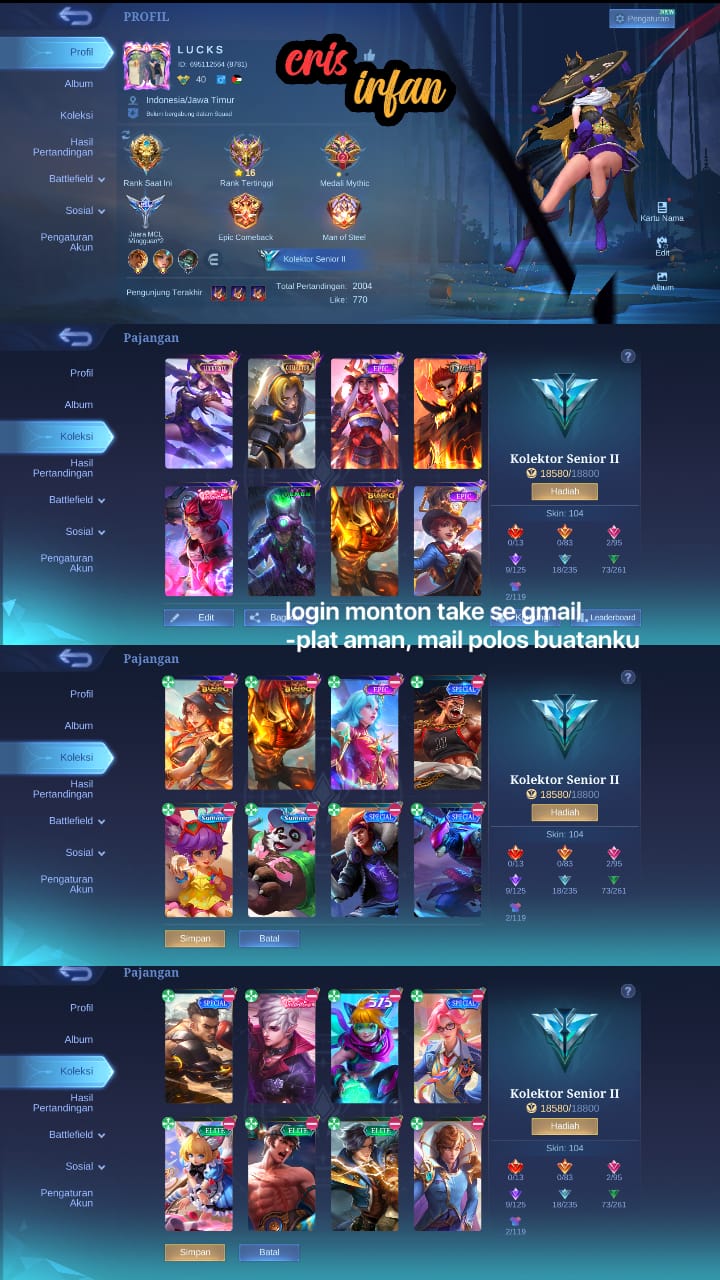 PROFIL
Pengaturan
NEW
Profil
Album
Koleksi
Hasil
Pertandingan
Battlefield
Sosial
Pengaturan
Akun
LUCKS
ID: 695112564 (8781)
40
Indonesia/Jawa Timur
Belum bergabung dalam Squad
cris
irfan
Rank Saat Ini
16
Rank Tertinggi
2
Medali Mythic
Juara MCL
Mingguan*2
Epic Comeback
Man of Steel
Kolektor Senior II
Pengunjung Terakhir
Total Pertandingan: 2004
Like: 770
Kartu Nama
Edit
Album
Pajangan
Profil
Album
Koleksi
Hasil
Pertandingan
Battlefield
Sosial
Pengaturan
Akun
COLLECTOR
EPIC
EPIC
?
Kolektor Senior II
18580/18800
Hadiah
Skin: 104
0/13
0/83
2/95
9/125
18/235
73/261
2/119
Edit
Leaderboard
login monton take se gmail
-plat aman, mail polos buatanku
Pajangan
Profil
Album
Koleksi
Hasil
Pertandingan
Battlefield
Sosial
Pengaturan
Akun
EPIC
SPECIAL
Summer
Summer
SPECIAL
SPECIAL
Simpan
Batal
?
Kolektor Senior II
18580/18800
Hadiah
Skin: 104
0/13
0/83
2/95
9/125
18/235
73/261
2/119
Pajangan
Profil
Album
Koleksi
Hasil
Pertandingan
Battlefield
Sosial
Pengaturan
Akun
SPECIAL
515
ELITE
ELITE
Simpan
Batal
?
Kolektor Senior II
18580/18800
Hadiah
Skin: 104
0/13
0/83
2/95
9/125
18/235
73/261
2/119